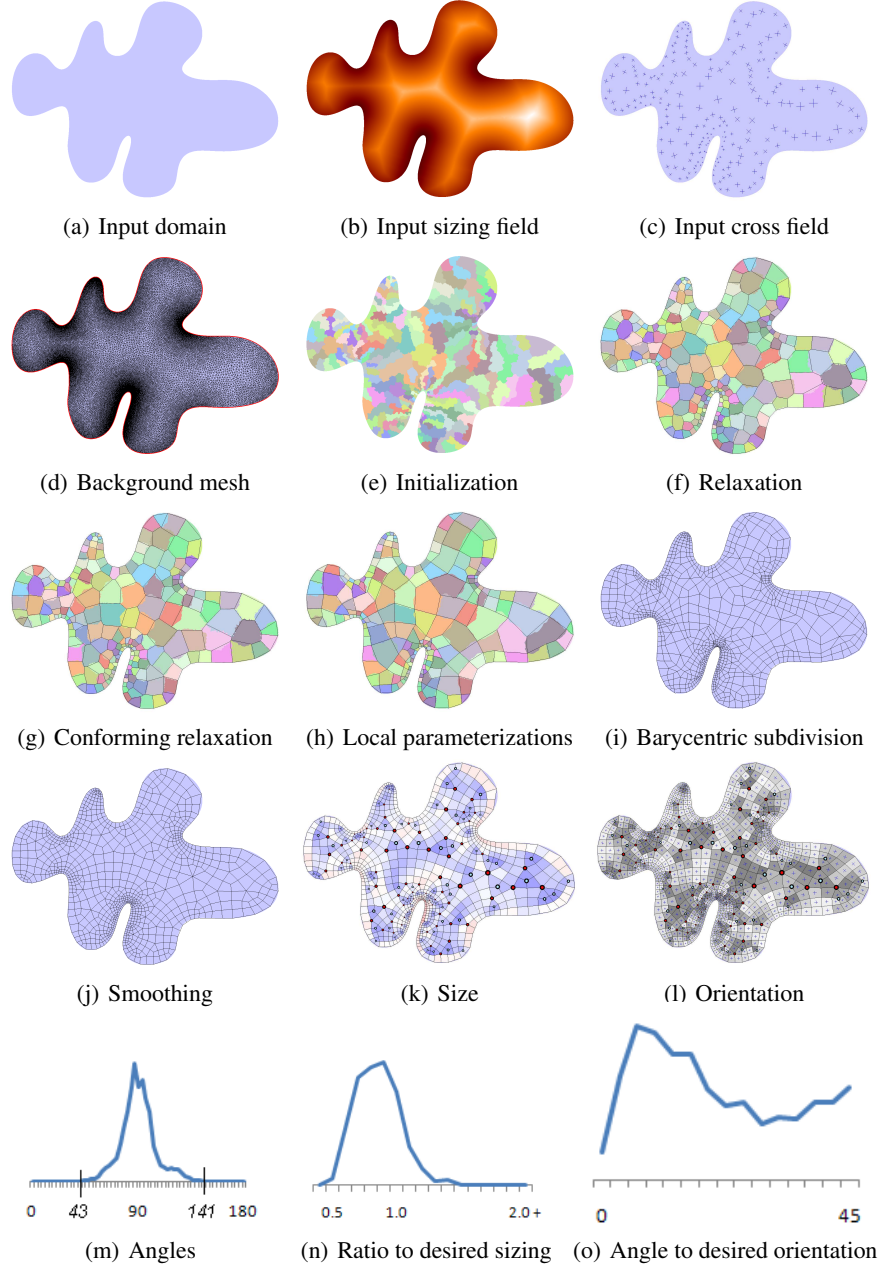 (a) Input domain
(b) Input sizing field
(c) Input cross field
(d) Background mesh
(e) Initialization
(f) Relaxation
(g) Conforming relaxation
(h) Local parameterizations
(i) Barycentric subdivision
(j) Smoothing
(k) Size
(l) Orientation
0 43 90 141 180
0.5 1.0 2.0 +
0 45
(m) Angles
(n) Ratio to desired sizing
(o) Angle to desired orientation